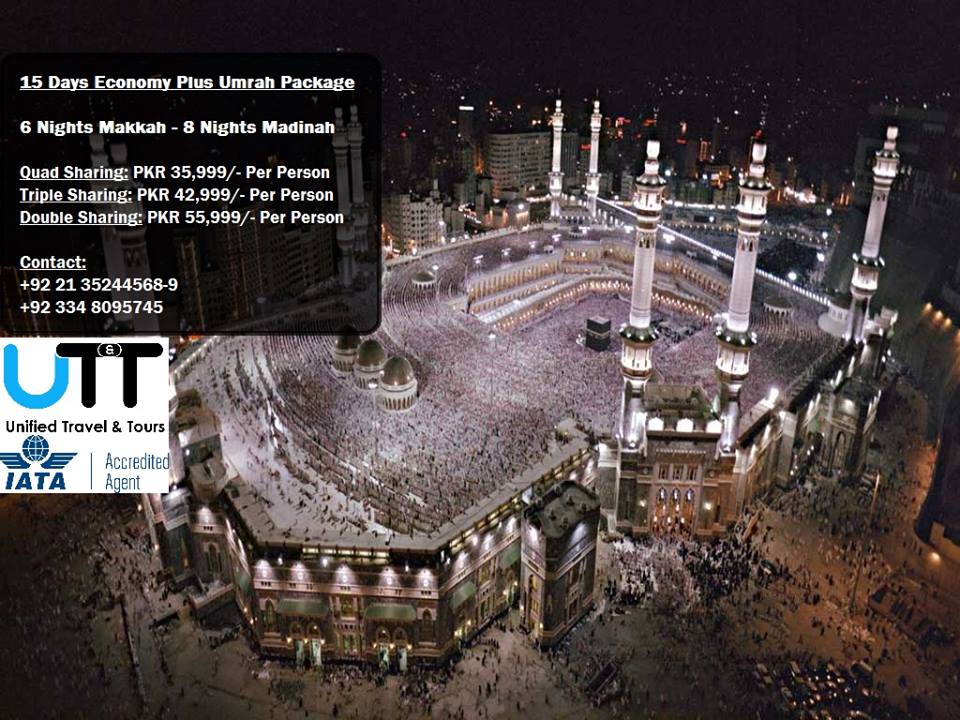 15 Days Economy Plus Umrah Package
6 Nights Makkah - 8 Nights Madinah
Quad Sharing: PKR 35,999/- Per Person
Triple Sharing: PKR 42,999/- Per Person
Double Sharing: PKR 55,999/- Per Person
Contact:
+92 21 35244568-9
+92 334 8095745
U&TT
Unified Travel & Tours
IATA
Accredited
Agent